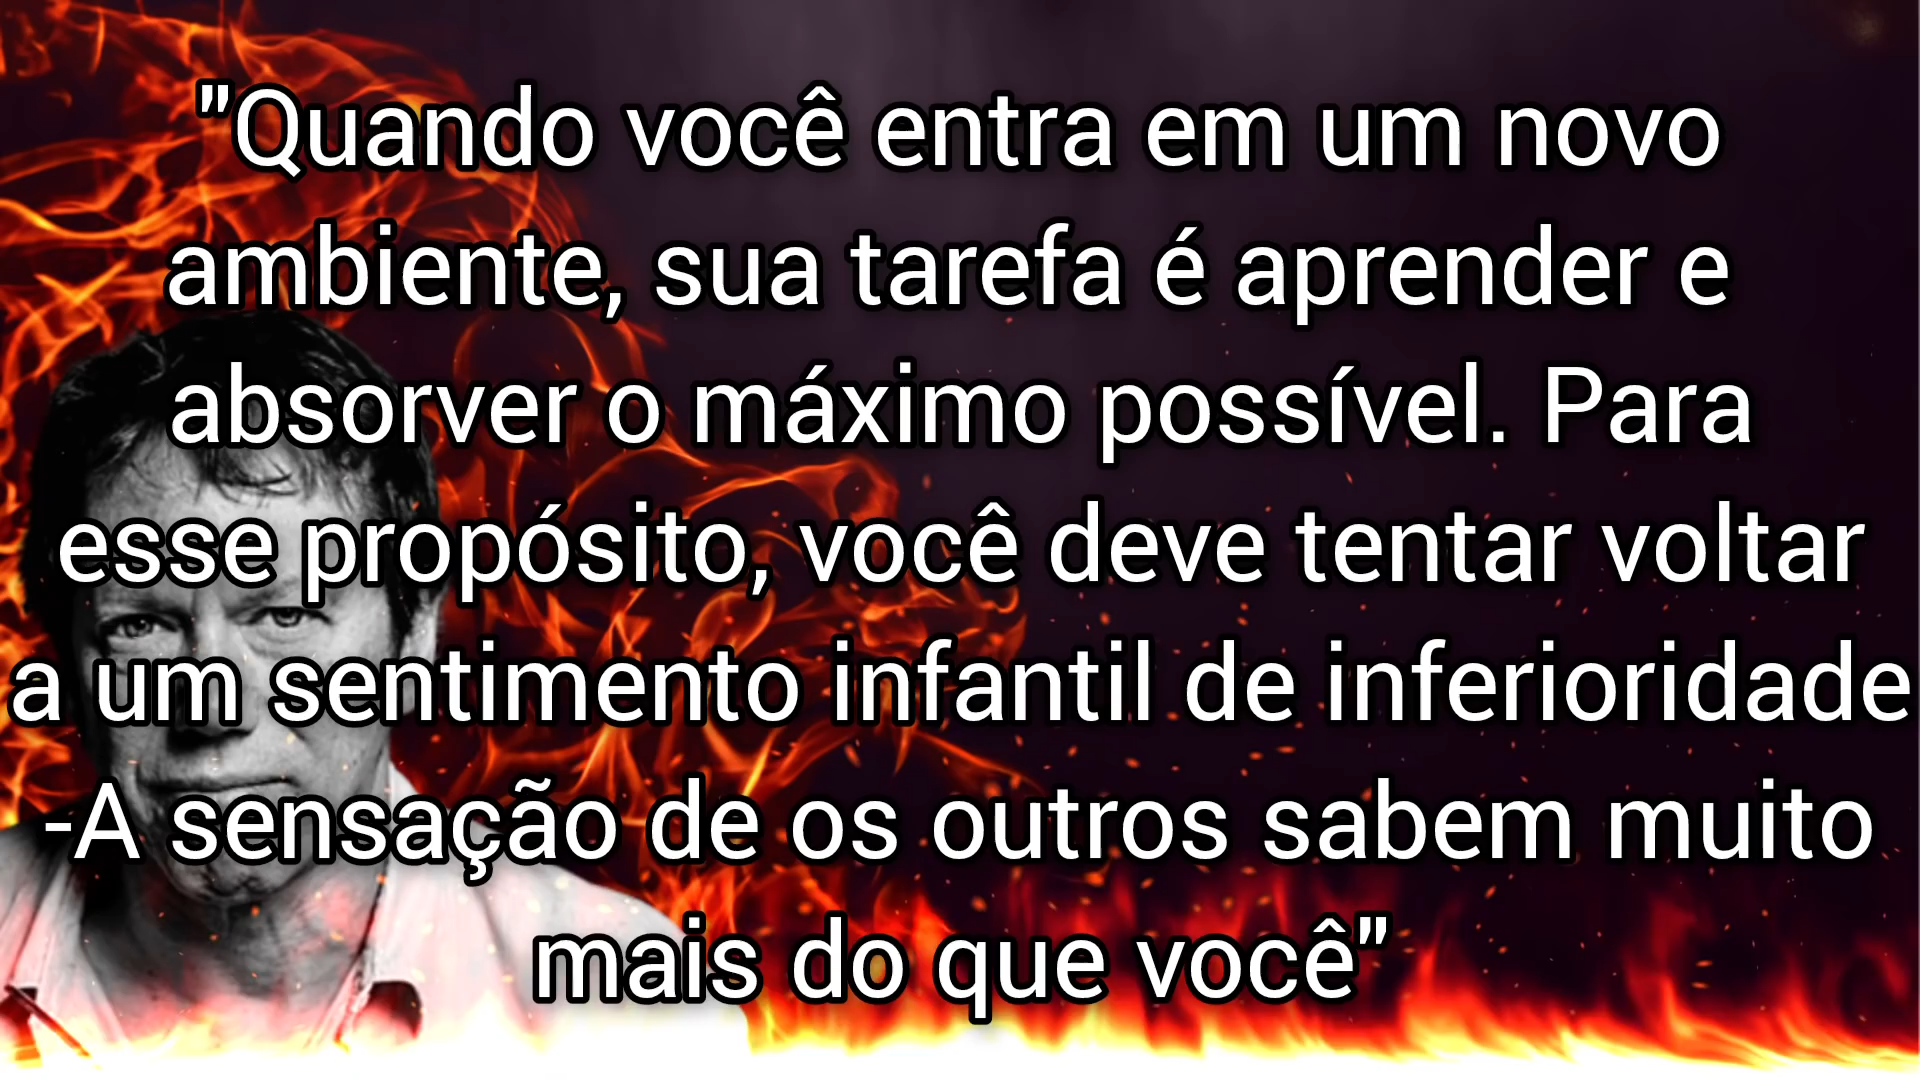 "Quando você entra em um novo
ambiente, sua tarefa é aprender e
absorver o máximo possível. Para
esse propósito, você deve tentar voltar
a um sentimento infantil de inferioridade
-A sensação de os outros sabem muito
mais do que você"